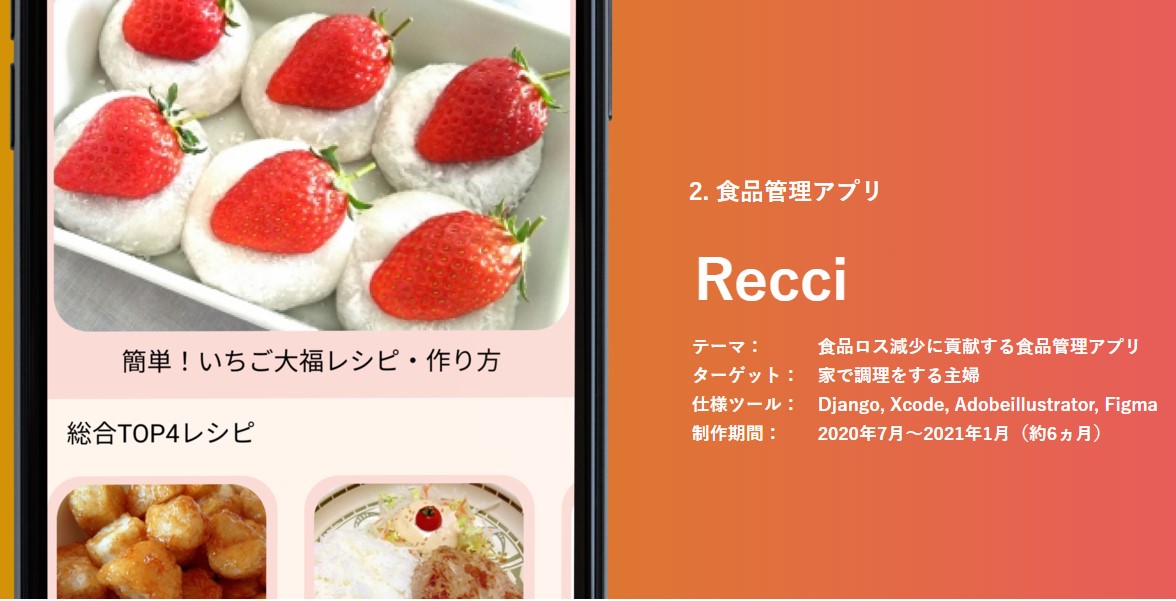 簡単！いちご大福レシピ・作り方
総合TOP4レシピ
2. 食品管理アプリ
Recci
テーマ： 食品ロス減少に貢献する食品管理アプリ
ターゲット： 家で調理をする主婦
仕様ツール： Django, Xcode, Adobeillustrator, Figma
制作期間： 2020年7月～2021年1月（約6ヵ月）